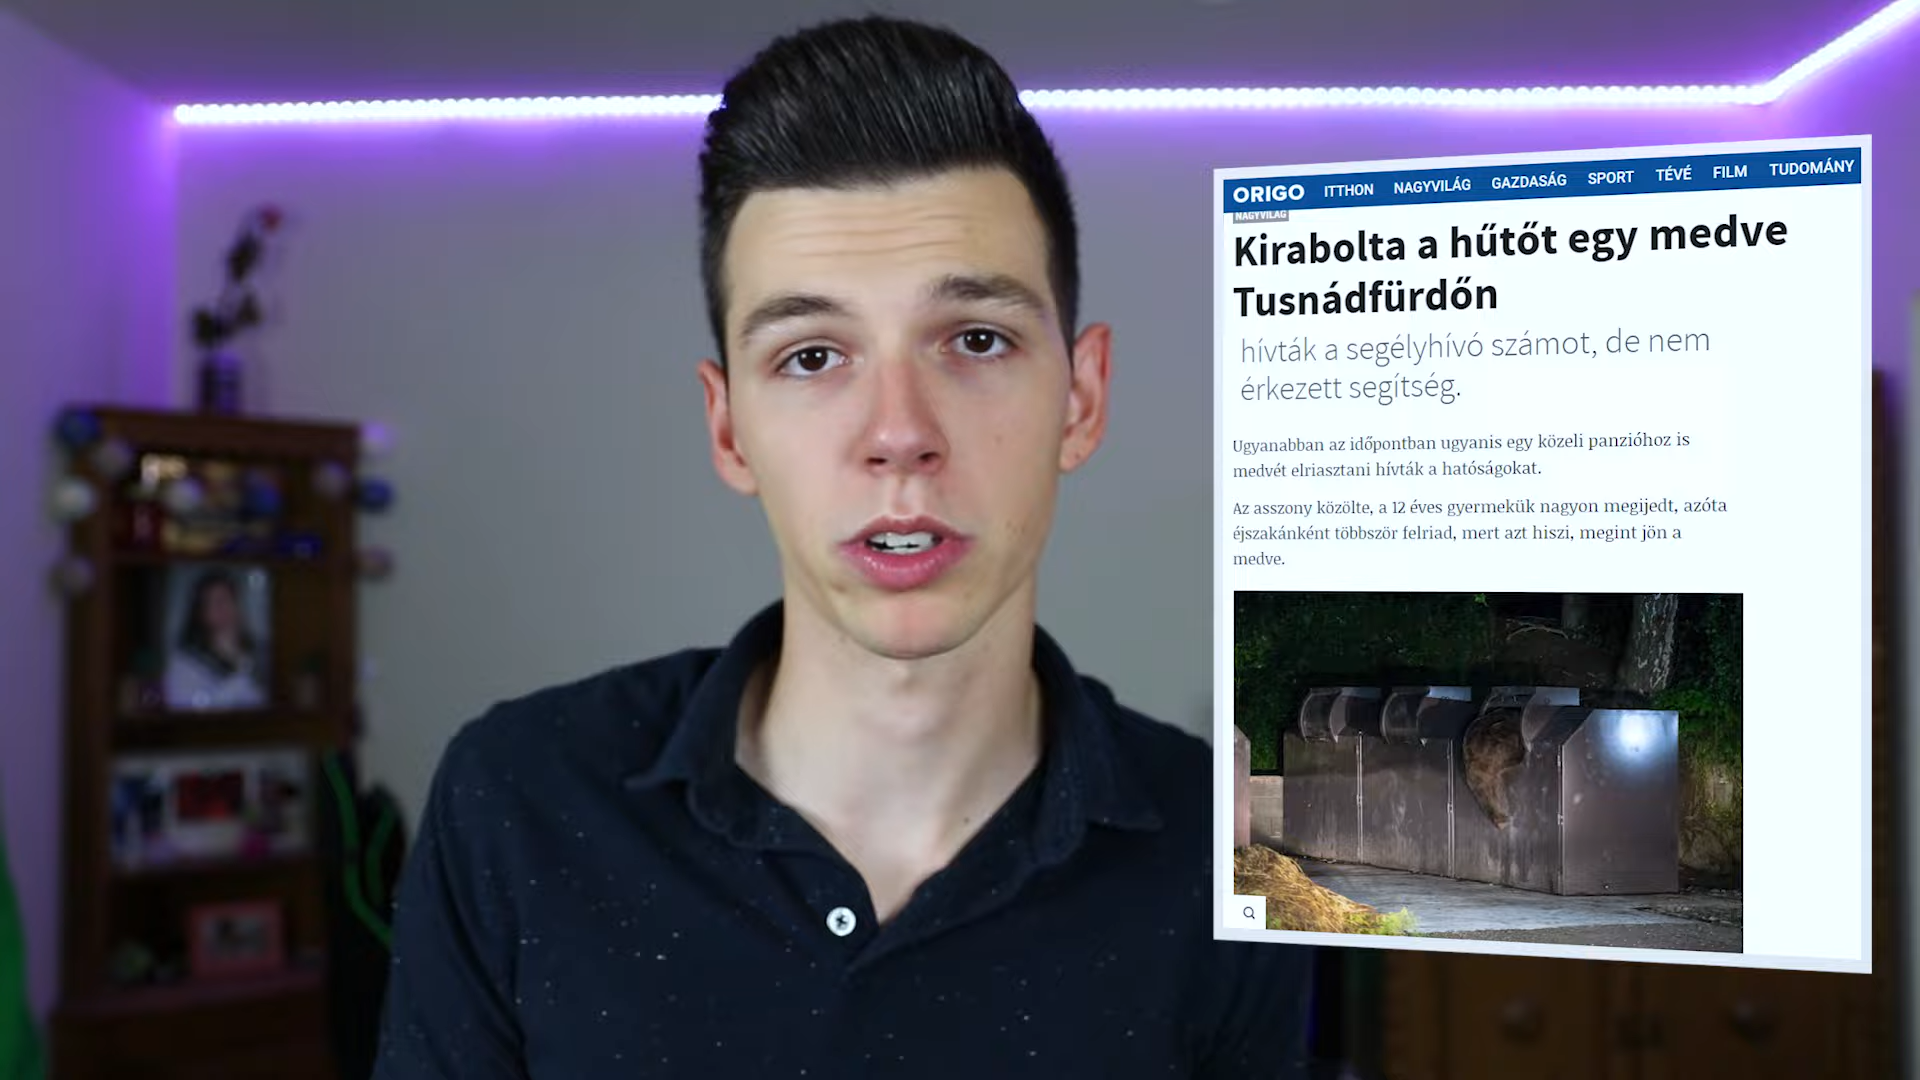 ORIGO ITTHON NAGYVILÁG GAZDASÁG SPORT TÉVÉ FILM TUDOMÁNY
NAGYVILÁG
Kirabolta a hűtőt egy medve
Tusnádfürdőn
hívták a segélyhívó számot, de nem
érkezett segítség.
Ugyanabban az időpontban ugyanis egy közeli panzióhoz is
medvét elriasztani hívták a hatóságokat.
Az asszony közölte, a 12 éves gyermekük nagyon megijedt, azóta
éjszakánként többször felriad, mert azt hiszi, megint jön a
medve.